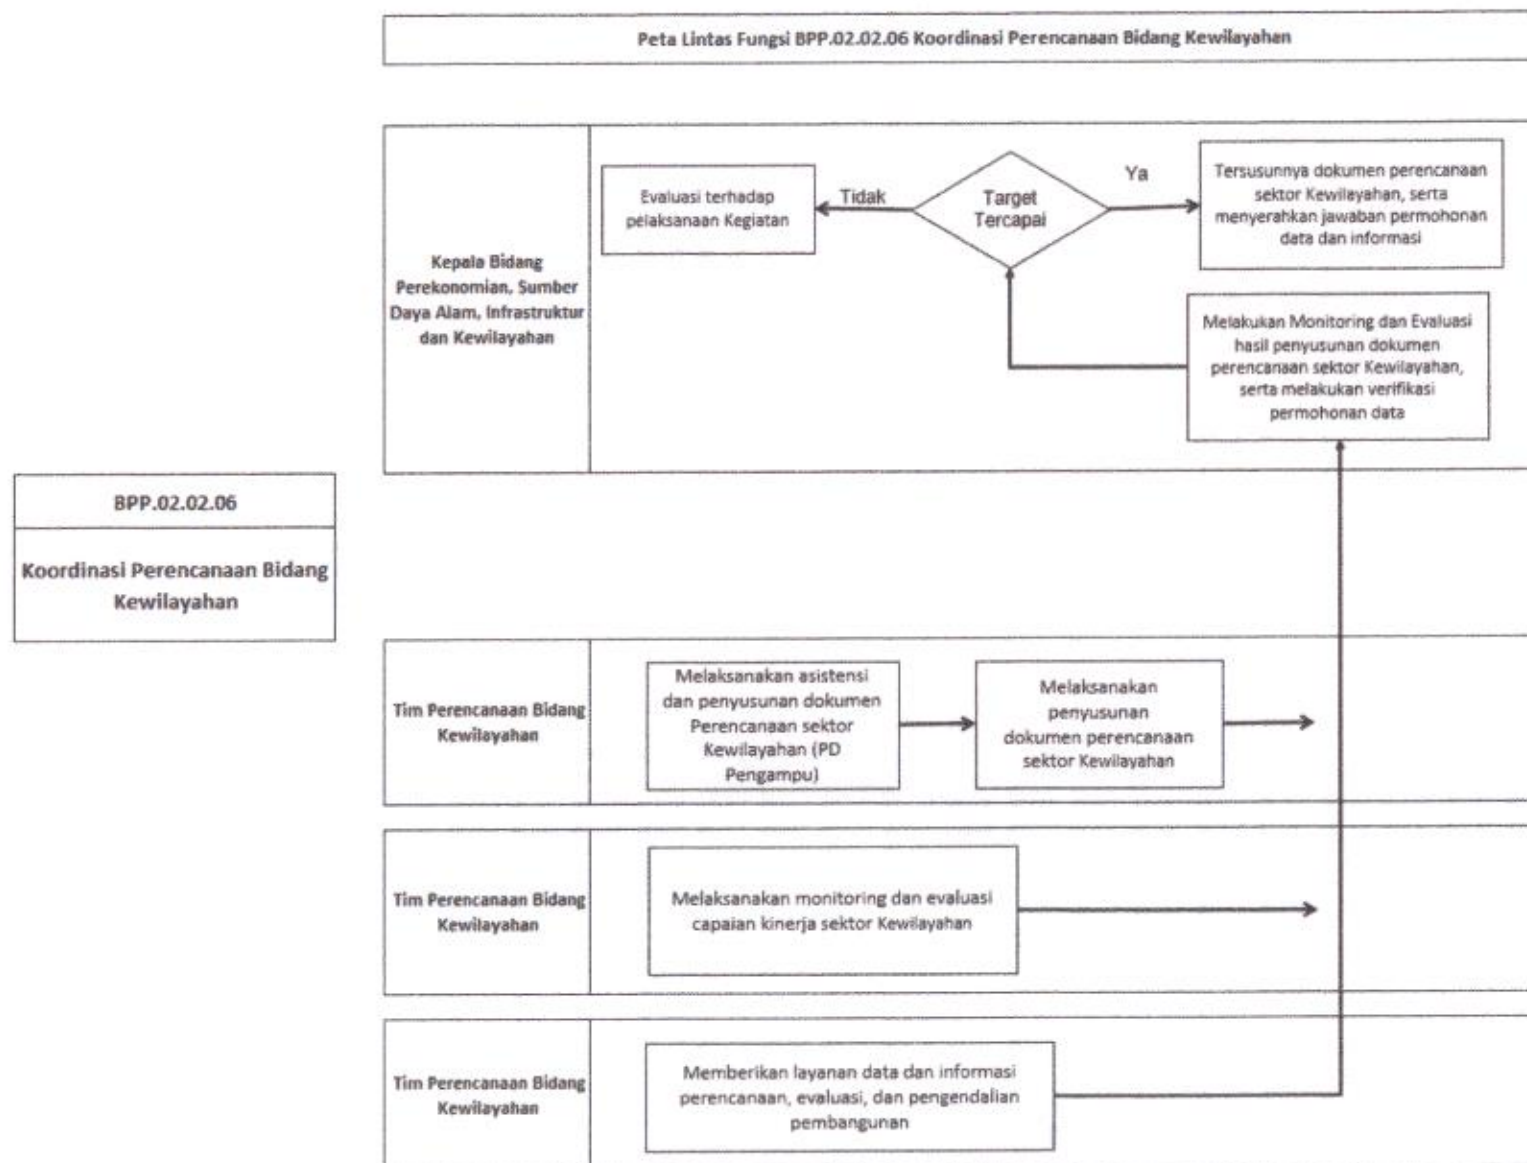 Peta Lintas Fungsi BPP.02.02.06 Koordinasi Perencanaan Bidang Kewilayahan
Kepala Bidang
Perekonomian, Sumber
Daya Alam, Infrastruktur
dan Kewilayahan
Evaluasi terhadap
pelaksanaan Kegiatan
Tidak
Target
Tercapai
Ya
Tersusunnya dokumen perencanaan
sektor Kewilayahan, serta
menyerahkan jawaban permohonan
data dan informasi
Melakukan Monitoring dan Evaluasi
hasil penyusunan dokumen
perencanaan sektor Kewilayahan,
serta melakukan verifikasi
permohonan data
BPP.02.02.06
Koordinasi Perencanaan Bidang
Kewilayahan
Tim Perencanaan Bidang
Kewilayahan
Melaksanakan asistensi
dan penyusunan dokumen
Perencanaan sektor
Kewilayahan (PD
Pengampu)
Melaksanakan
penyusunan
dokumen perencanaan
sektor Kewilayahan
Tim Perencanaan Bidang
Kewilayahan
Melaksanakan monitoring dan evaluasi
capaian kinerja sektor Kewilayahan
Tim Perencanaan Bidang
Kewilayahan
Memberikan layanan data dan informasi
perencanaan, evaluasi, dan pengendalian
pembangunan